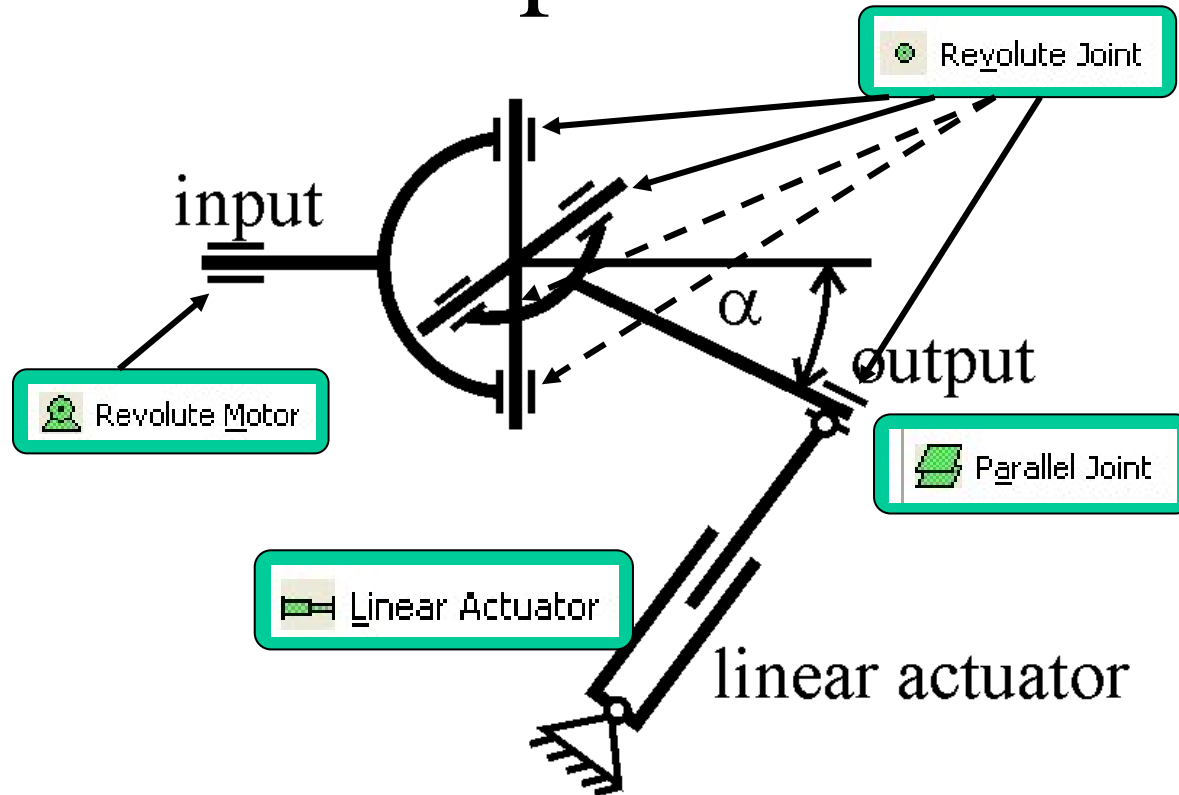 Revolute Joint
input
α
output
Revolute Motor
Parallel Joint
Linear Actuator
linear actuator